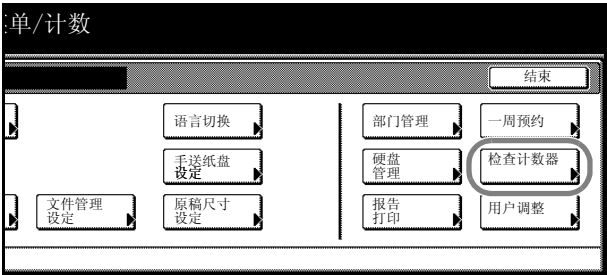 单/计数
结束
语言切换
部门管理
一周预约
手送纸盘
设定
硬盘
管理
检查计数器
文件管理
设定
原稿尺寸
设定
报告
打印
用户调整